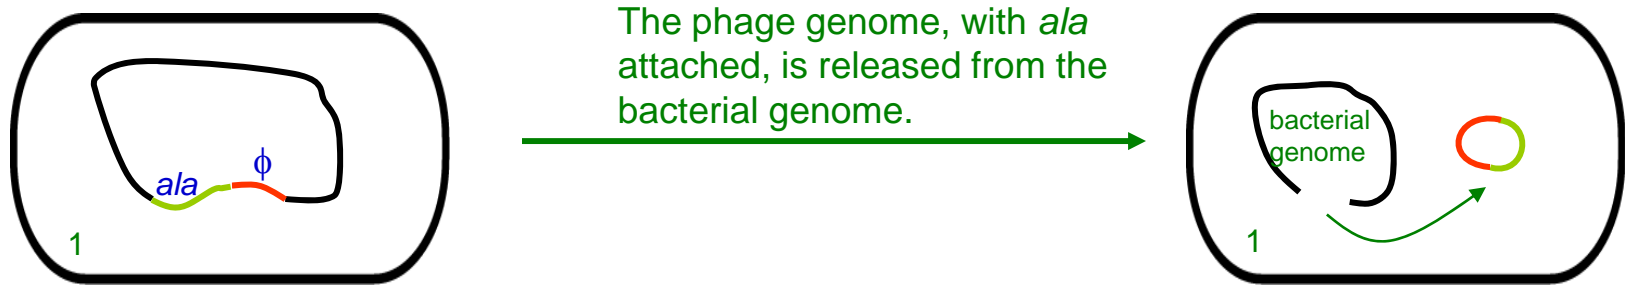 The phage genome, with ala
attached, is released from the
bacterial genome.
ala
ϕ
1
bacterial
genome
1